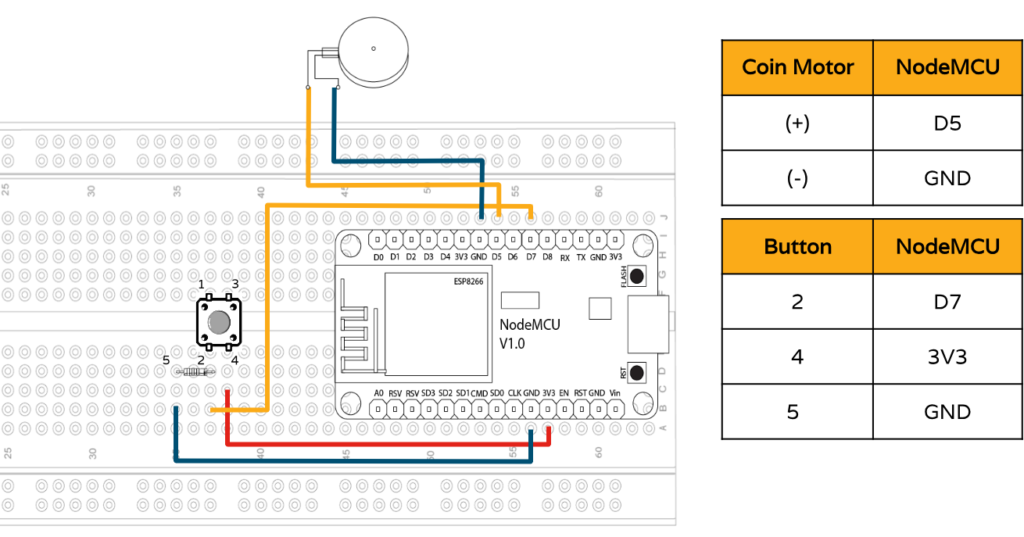 Coin Motor NodeMCU
(+) D5
(-) GND
Button NodeMCU
2 D7
4 3V3
5 GND
25 30 35 40 45 50 55 60
J
I
H
G
D0 D1 D2 D3 D4 3V3 GND D5 D6 D7 D8 RX TX GND 3V3
FLASH
ESP8266
NodeMCU
V1.0
1 3
5 2 4
RST
D
C
B
A
A0 RSV RSV SD3 SD2 SD1 CMD SD0 CLK GND 3V3 EN RST GND Vin
25 30 35 40 45 50 60